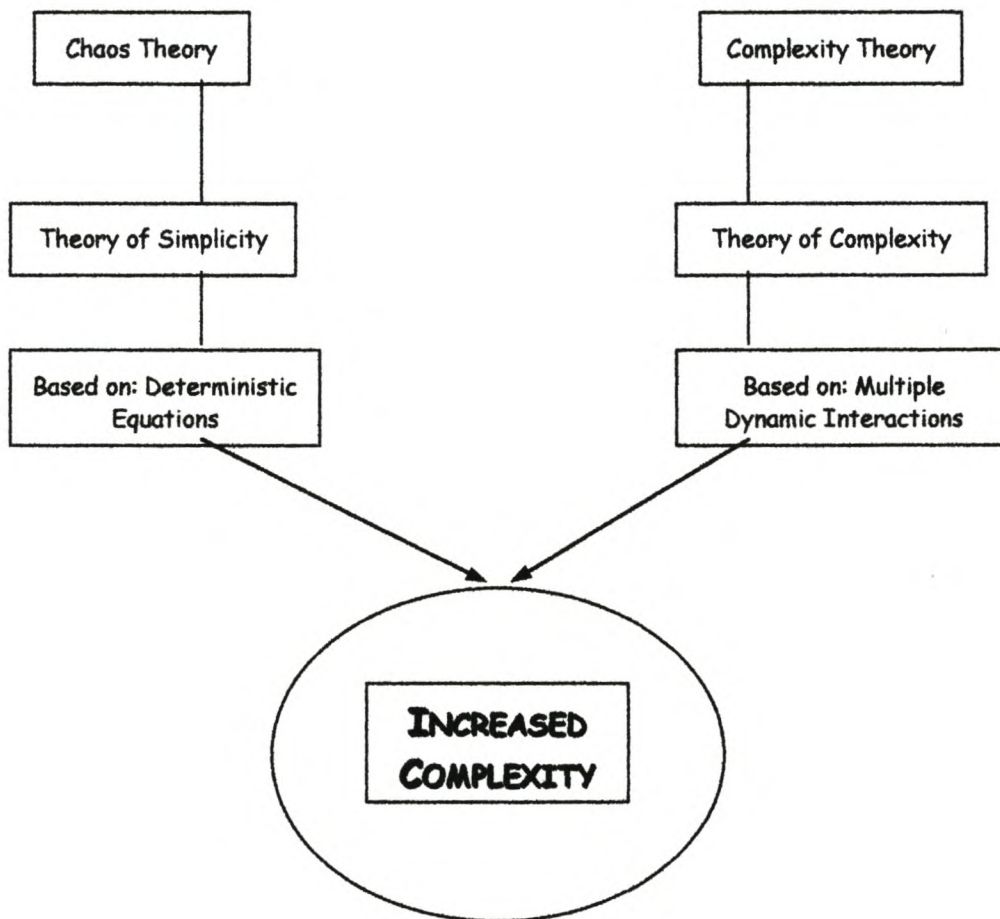 Chaos Theory
Complexity Theory
Theory of Simplicity
Theory of Complexity
Based on: Deterministic
Equations
Based on: Multiple
Dynamic Interactions
INCREASED
COMPLEXITY